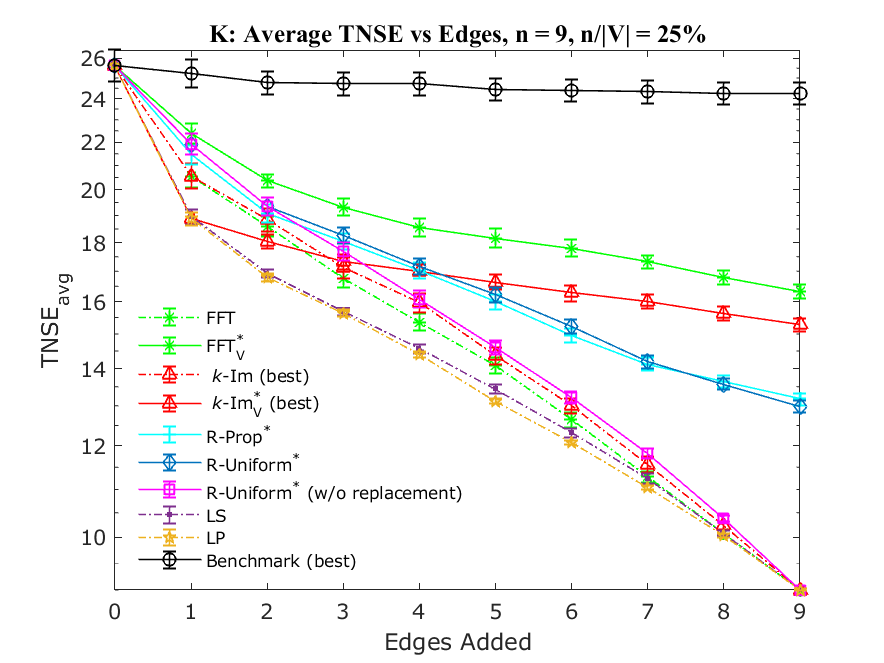 K: Average TNSE vs Edges, n = 9, n/|V| = 25%
26
24
22
20
18
16
14
12
10
TNSE_avg
FFT
FFT*_V
k-Im (best)
k-Im*_V (best)
R-Prop*
R-Uniform*
R-Uniform* (w/o replacement)
LS
LP
Benchmark (best)
0 1 2 3 4 5 6 7 8 9
Edges Added